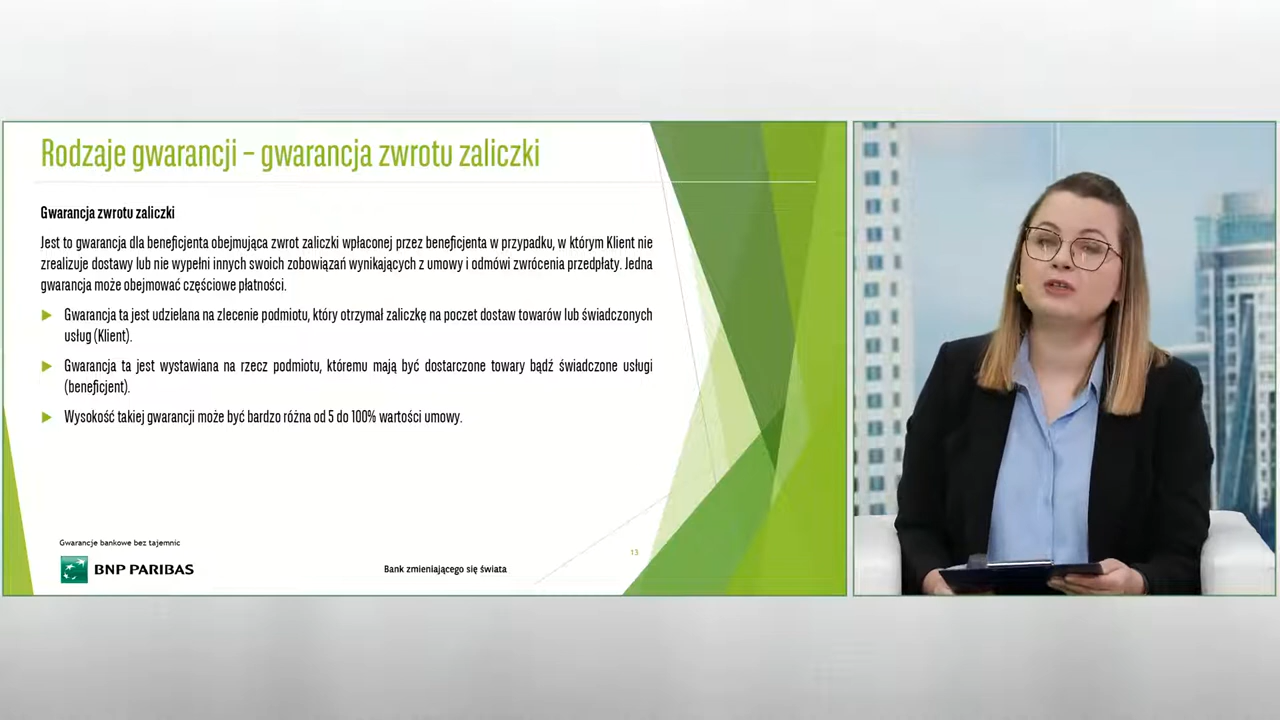 Rodzaje gwarancji – gwarancja zwrotu zaliczki
Gwarancja zwrotu zaliczki
Jest to gwarancja dla beneficjenta obejmująca zwrot zaliczki wpłaconej przez beneficjenta w przypadku, w którym Klient nie
zrealizuje dostawy lub nie wypełni innych swoich zobowiązań wynikających z umowy i odmówi zwrócenia przedpłaty. Jedna
gwarancja może obejmować częściowe płatności.
Gwarancja ta jest udzielana na zlecenie podmiotu, który otrzymał zaliczkę na poczet dostaw towarów lub świadczonych
usług (Klient).
Gwarancja ta jest wystawiana na rzecz podmiotu, któremu mają być dostarczone towary bądź świadczone usługi
(beneficjent).
Wysokość takiej gwarancji może być bardzo różna od 5 do 100% wartości umowy.
Gwarancje bankowe bez tajemnic
13
BNP PARIBAS
Bank zmieniającego się świata